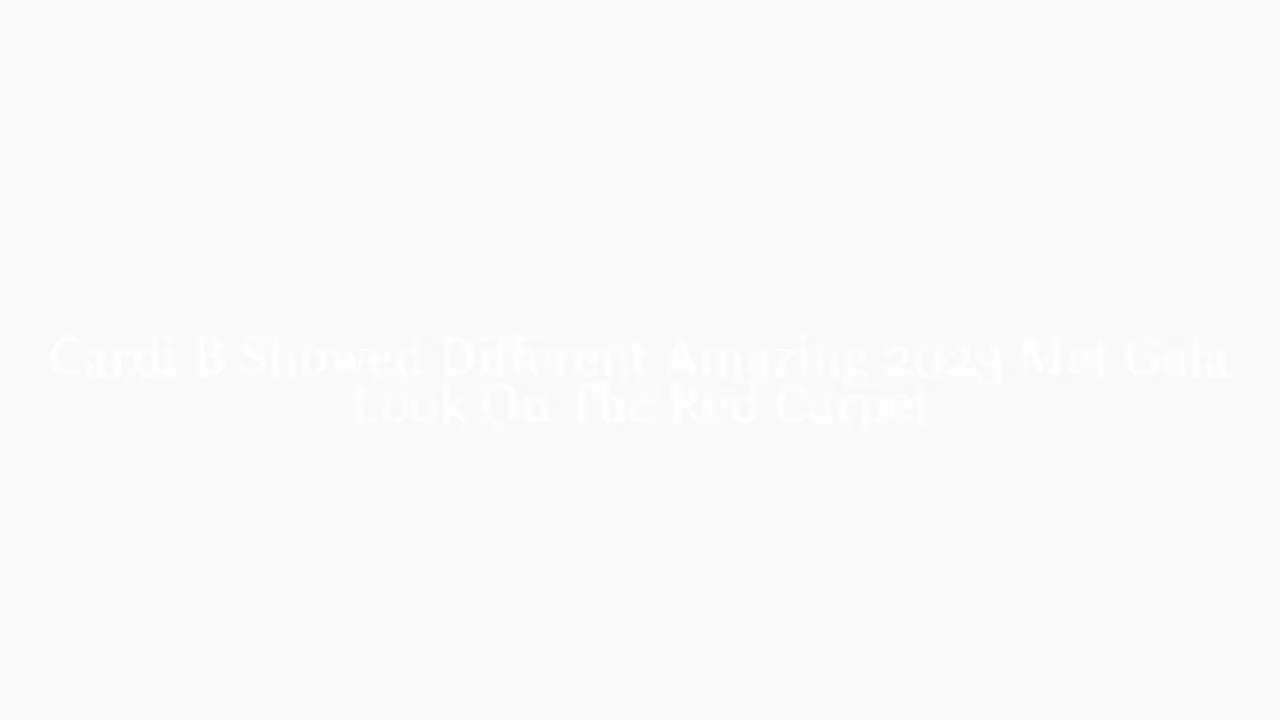 Cardi B Showed Different Amazing 2023 Met Gala
Look On The Red Carpet